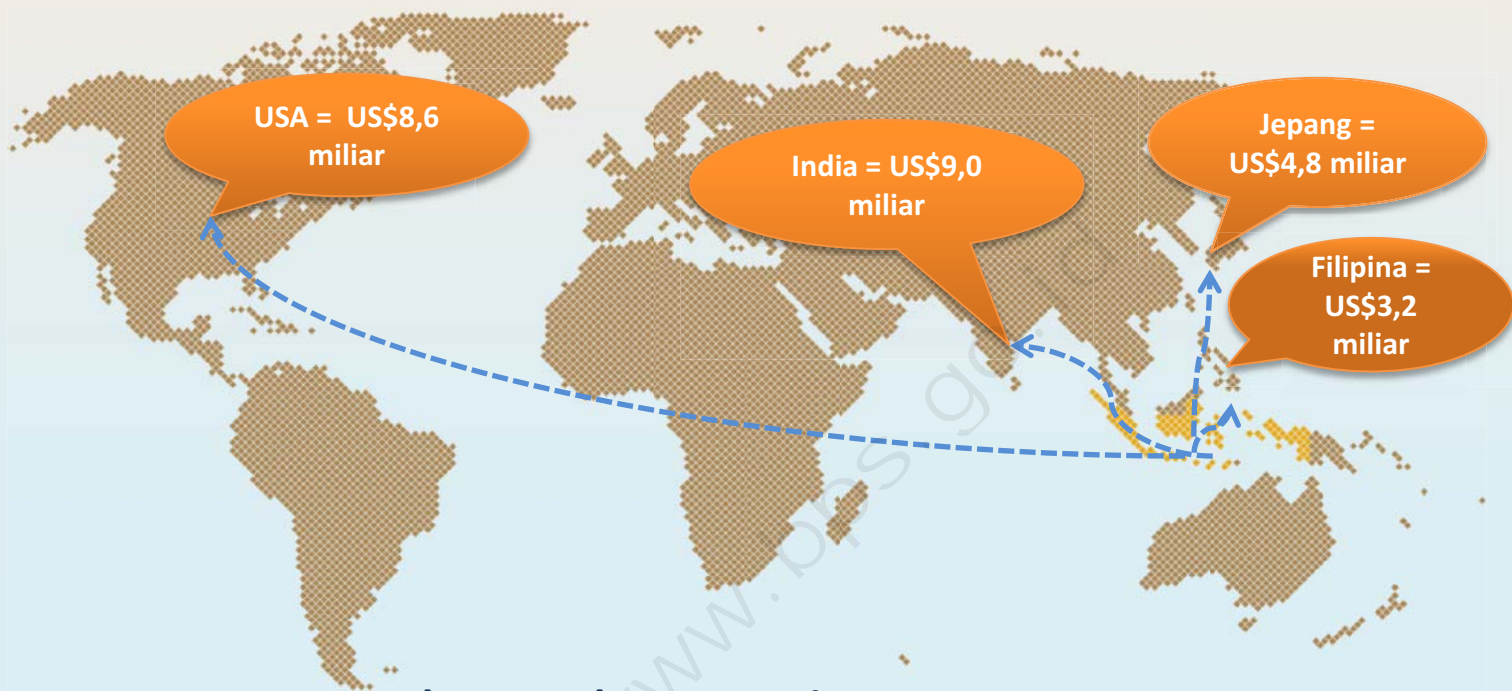 USA = US$8,6
miliar
India = US$9,0
miliar
Jepang =
US$4,8 miliar
Filipina =
US$3,2
miliar
www.bps.go.